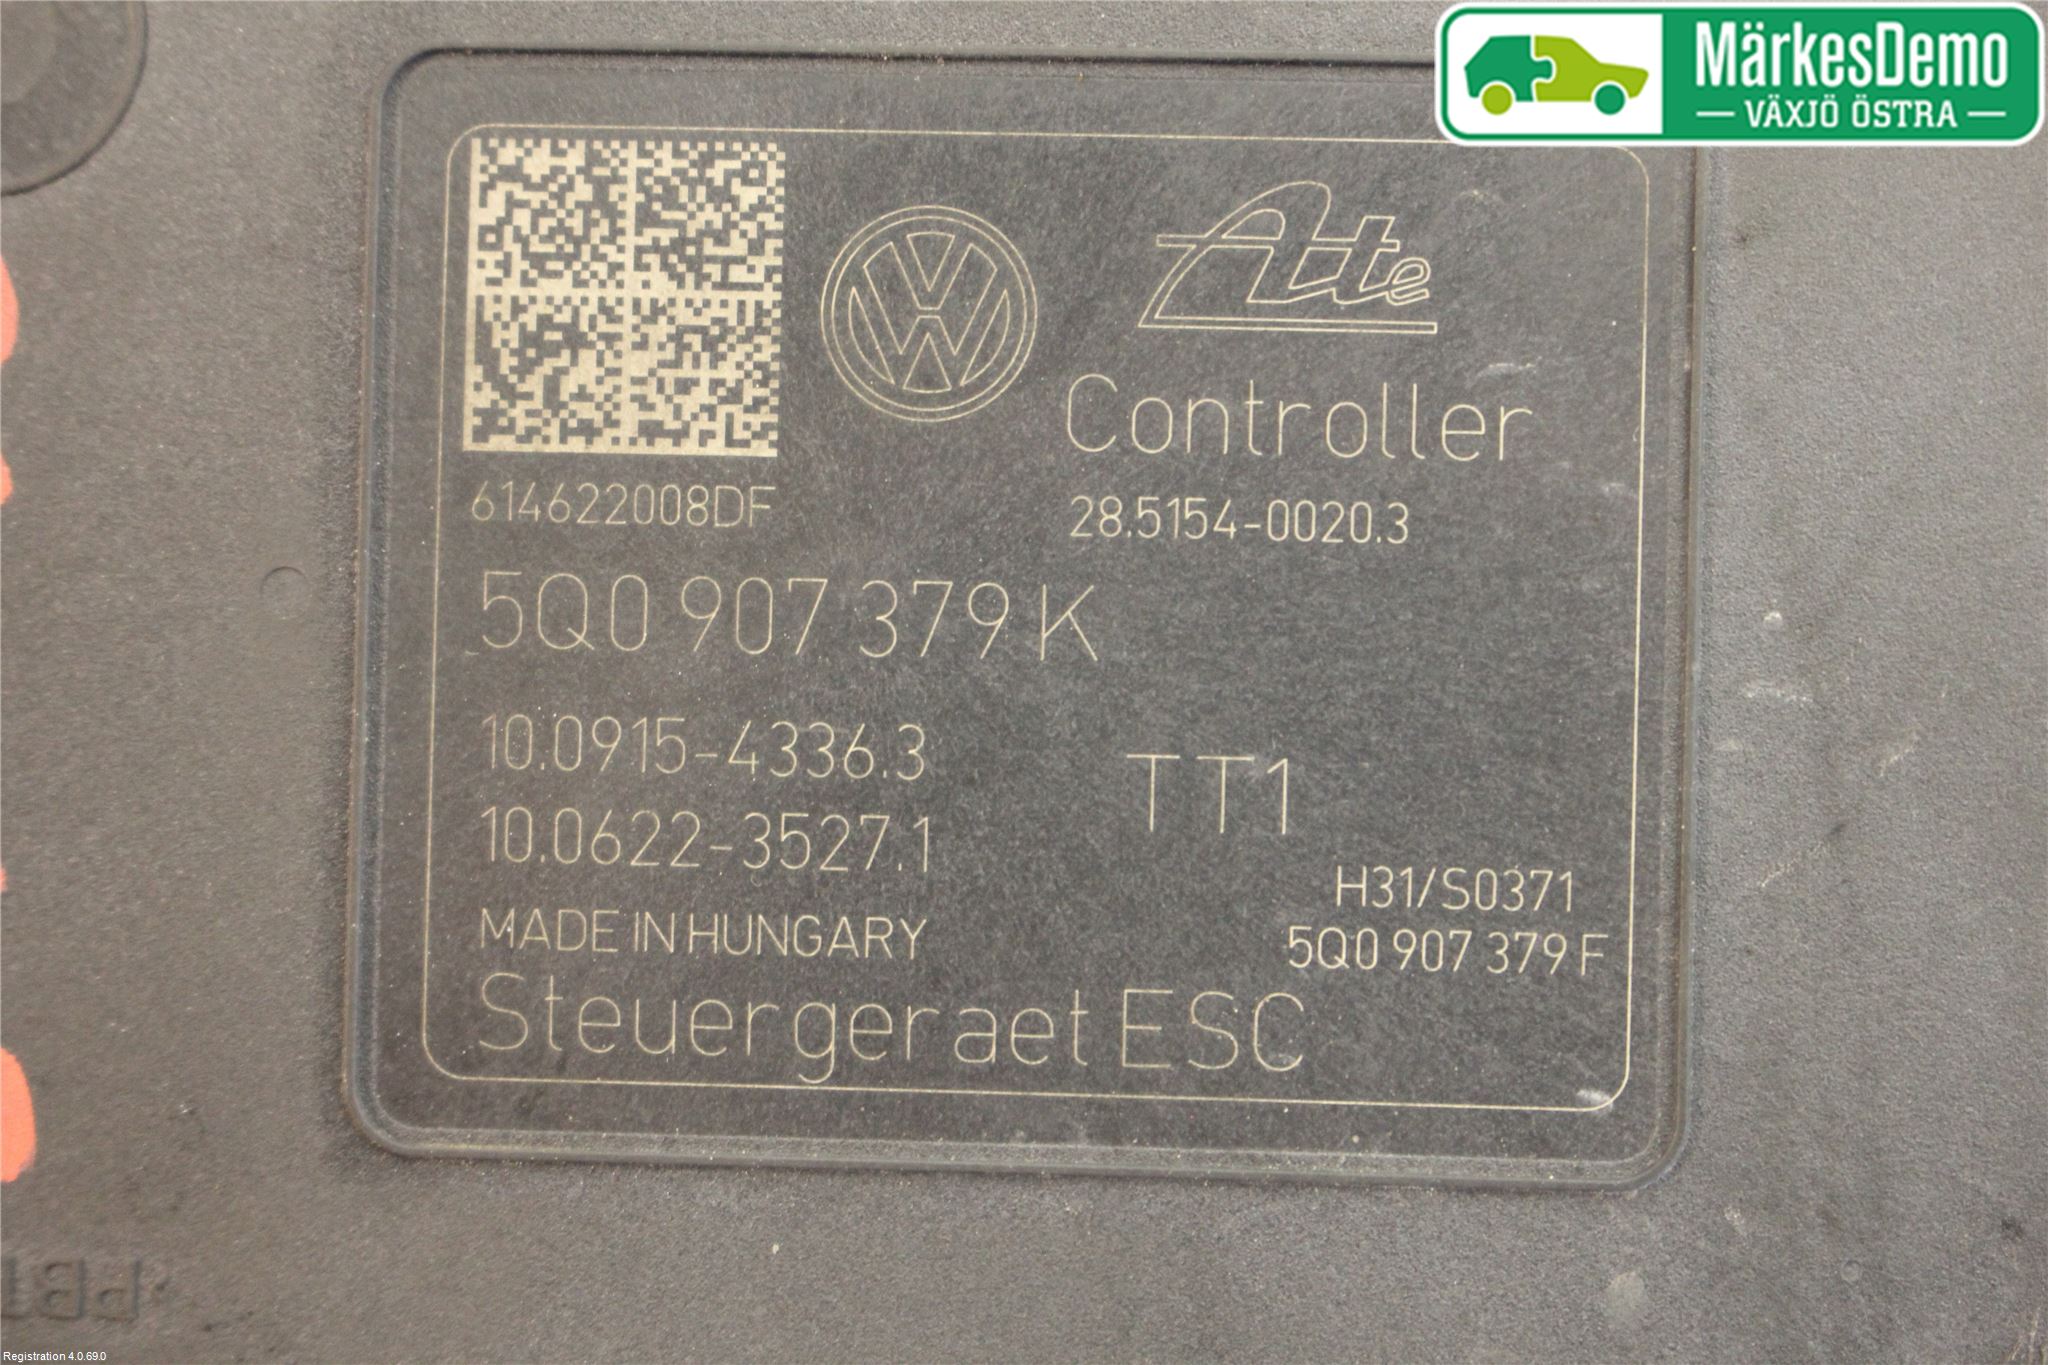 MärkesDemo
VÄXJÖ ÖSTRA
Ate
Controller
614622008DF
28.5154-0020.3
5Q0 907 379 K
10.0915-4336.3
10.0622-3527.1
TT1
H31/S0371
MADE IN HUNGARY
5Q0 907 379 F
Steuergeraet ESC
Registration 4.0.69.0